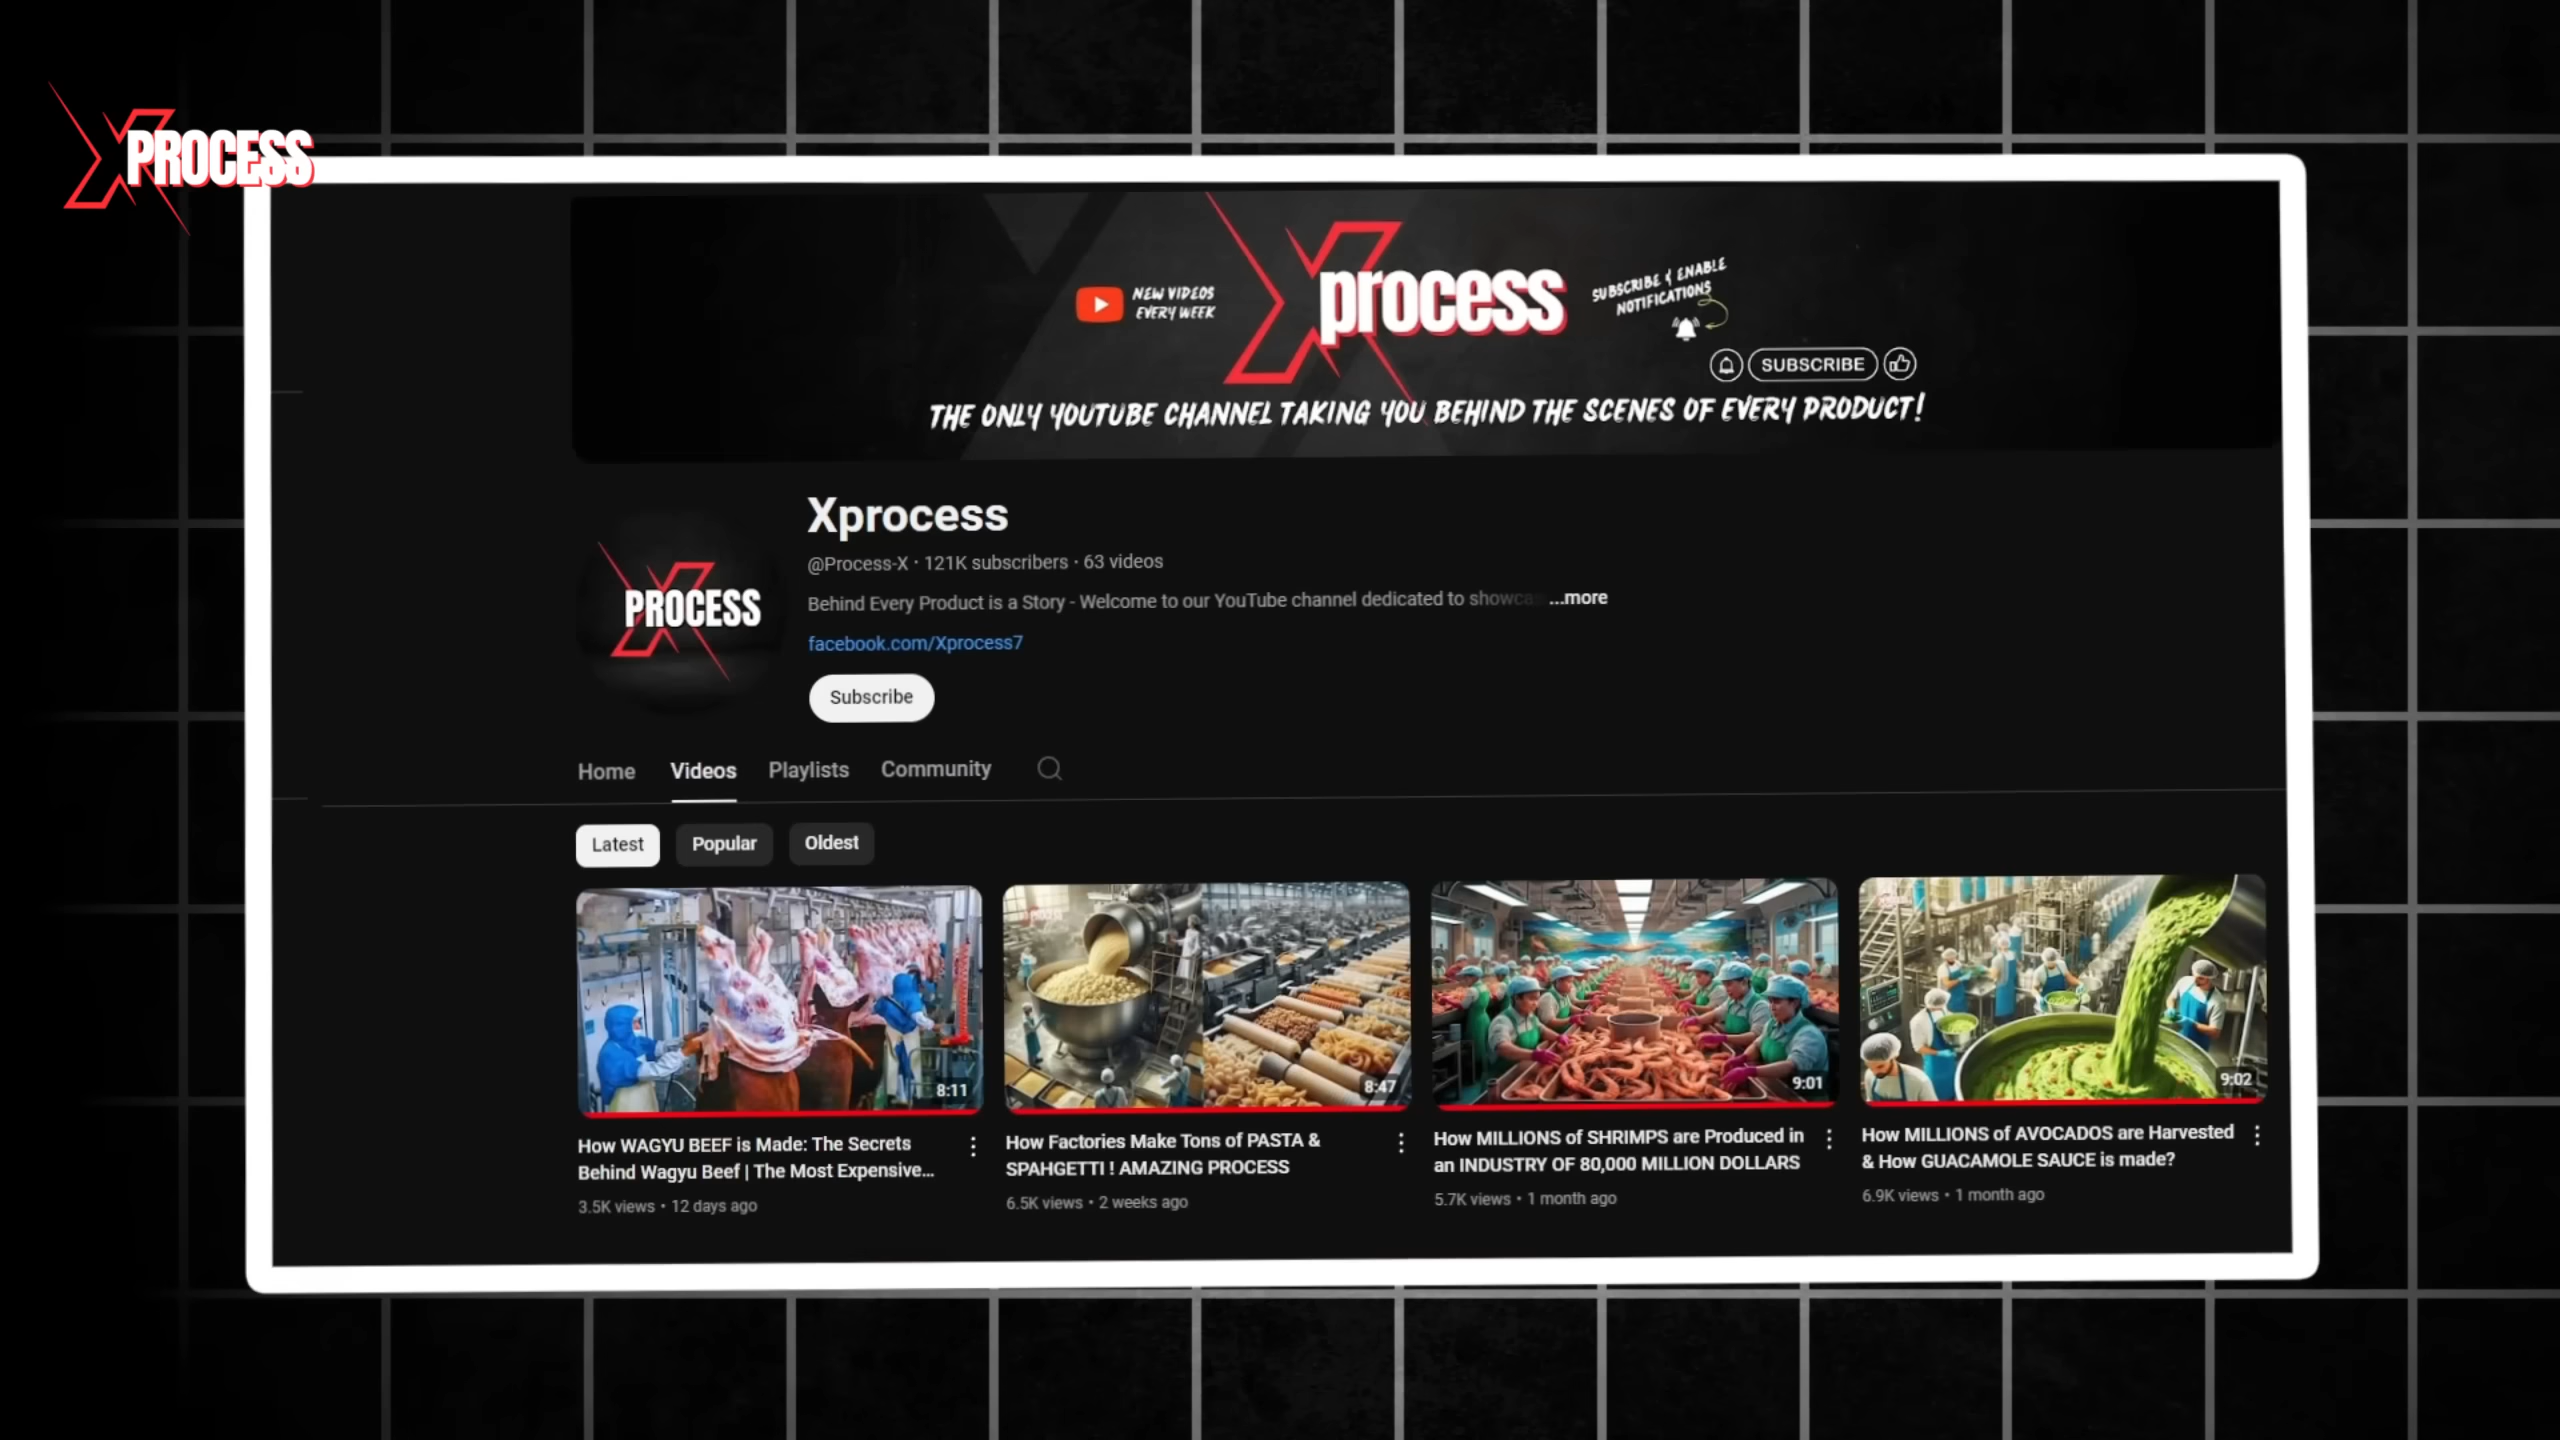 XPROCESS
NEW VIDEOS
EVERY WEEK
Xprocess
SUBSCRIBE & ENABLE
NOTIFICATIONS
SUBSCRIBE
THE ONLY YOUTUBE CHANNEL TAKING YOU BEHIND THE SCENES OF EVERY PRODUCT!
XPROCESS
Xprocess
@Process-X · 121K subscribers · 63 videos
Behind Every Product is a Story - Welcome to our YouTube channel dedicated to showca ...more
facebook.com/Xprocess7
Subscribe
Home Videos Playlists Community
Latest Popular Oldest
8:11
8:47
9:01
9:02
How WAGYU BEEF is Made: The Secrets
Behind Wagyu Beef | The Most Expensive...
3.5K views · 12 days ago
How Factories Make Tons of PASTA &
SPAHGETTI ! AMAZING PROCESS
6.5K views · 2 weeks ago
How MILLIONS of SHRIMPS are Produced in
an INDUSTRY OF 80,000 MILLION DOLLARS
5.7K views · 1 month ago
How MILLIONS of AVOCADOS are Harvested
& How GUACAMOLE SAUCE is made?
6.9K views · 1 month ago